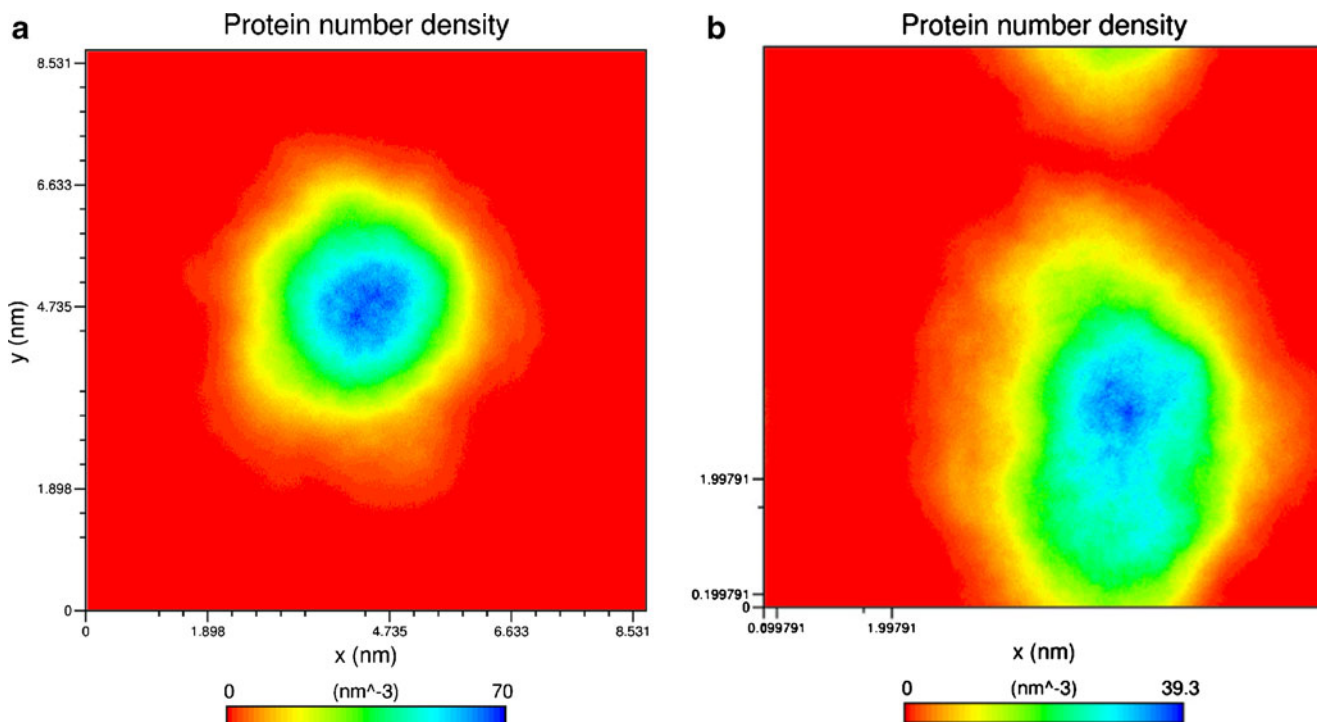 a
Protein number density
8.531
6.633
4.735
1.898
0
y (nm)
0
1.898
4.735
6.633
8.531
x (nm)
0
(nm^-3)
70
b
Protein number density
1.99791
0.199791
0
1.99791
x (nm)
0
(nm^-3)
39.3